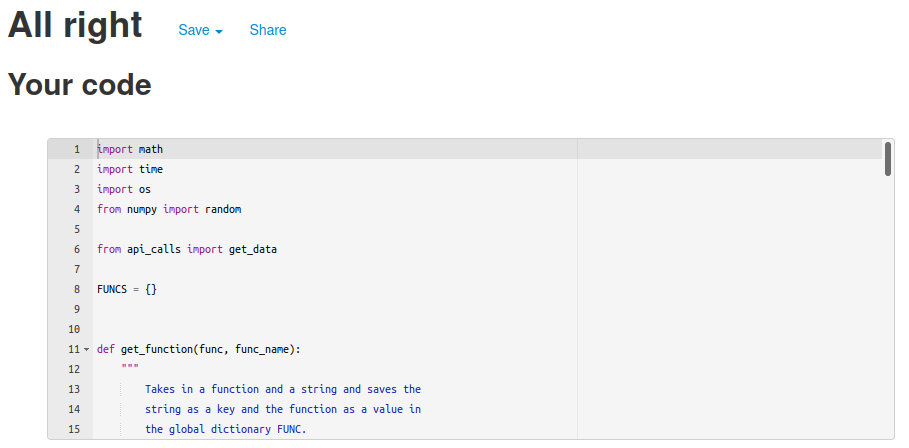 All right Save Share
Your code
1 import math
2 import time
3 import os
4 from numpy import random
5
6 from api_calls import get_data
7
8 FUNCS = {}
9
10
11 def get_function(func, func_name):
12 """
13 Takes in a function and a string and saves the
14 string as a key and the function as a value in
15 the global dictionary FUNC.